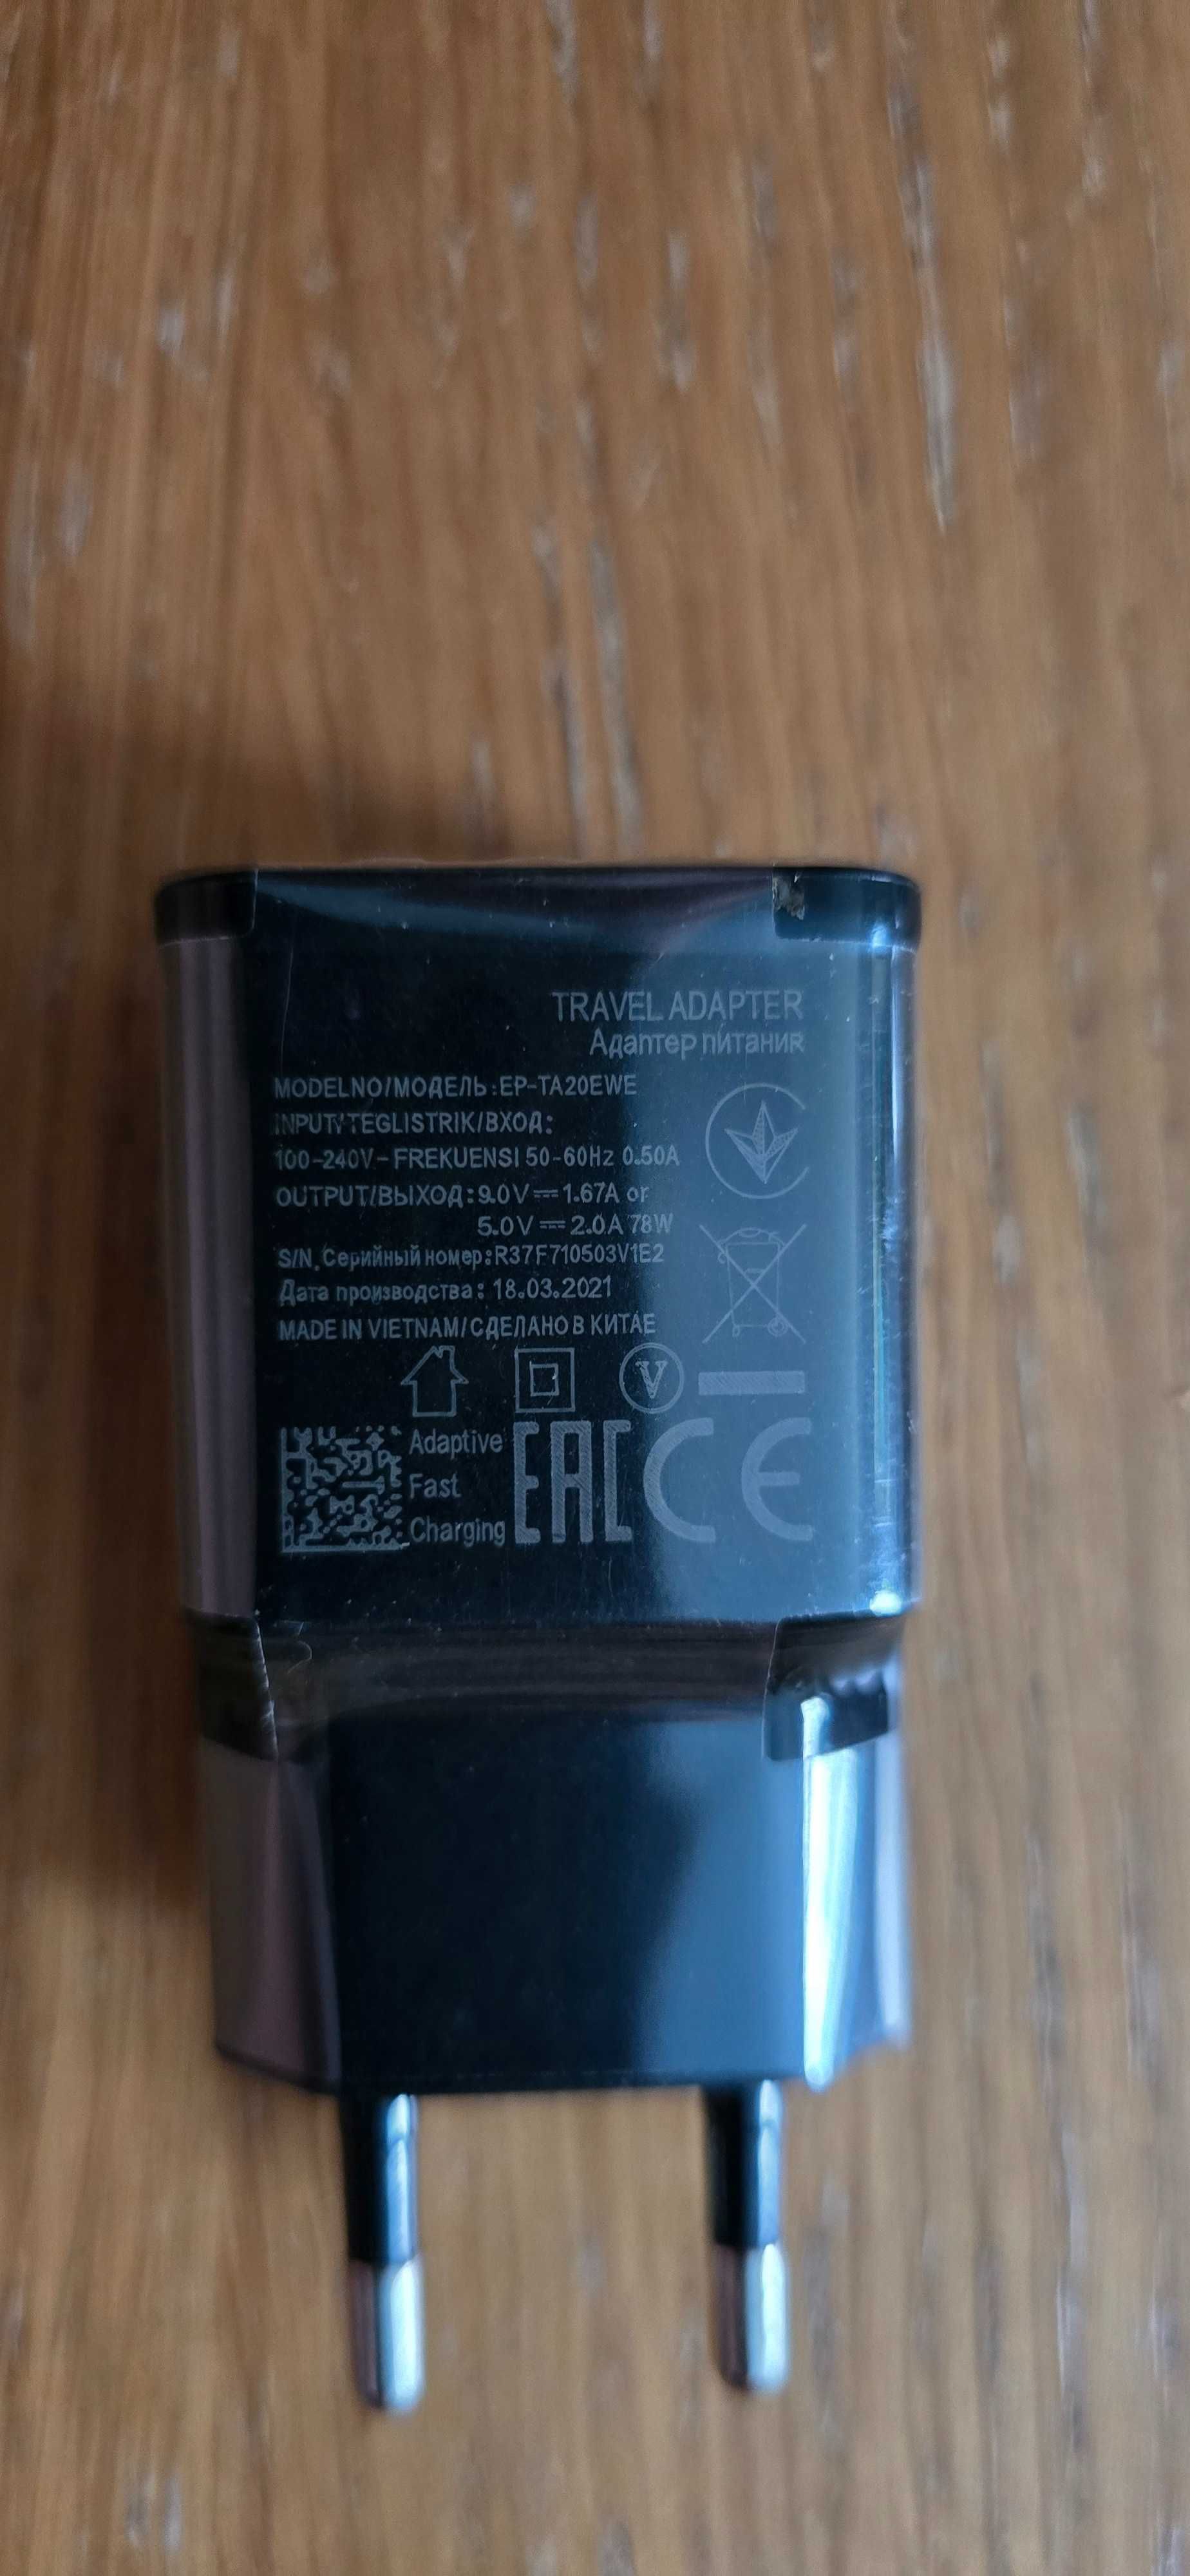 TRAVEL ADAPTER
Адаптер питания
MODELNO/МОДЕЛЬ:EP-TA20EWE
INPUT/TEGLISTRIK/ВХОД:
100-240V- FREKUENSI 50-60Hz 0.50A
OUTPUT/ВЫХОД:9.0V⎓1.67A or
5.0V⎓2.0A 78W
S/N,Серийный номер:R37F710503V1E2
Дата производства: 18.03.2021
MADE IN VIETNAM/СДЕЛАНО В КИТАЕ
V
Adaptive
Fast
Charging
EAC CE